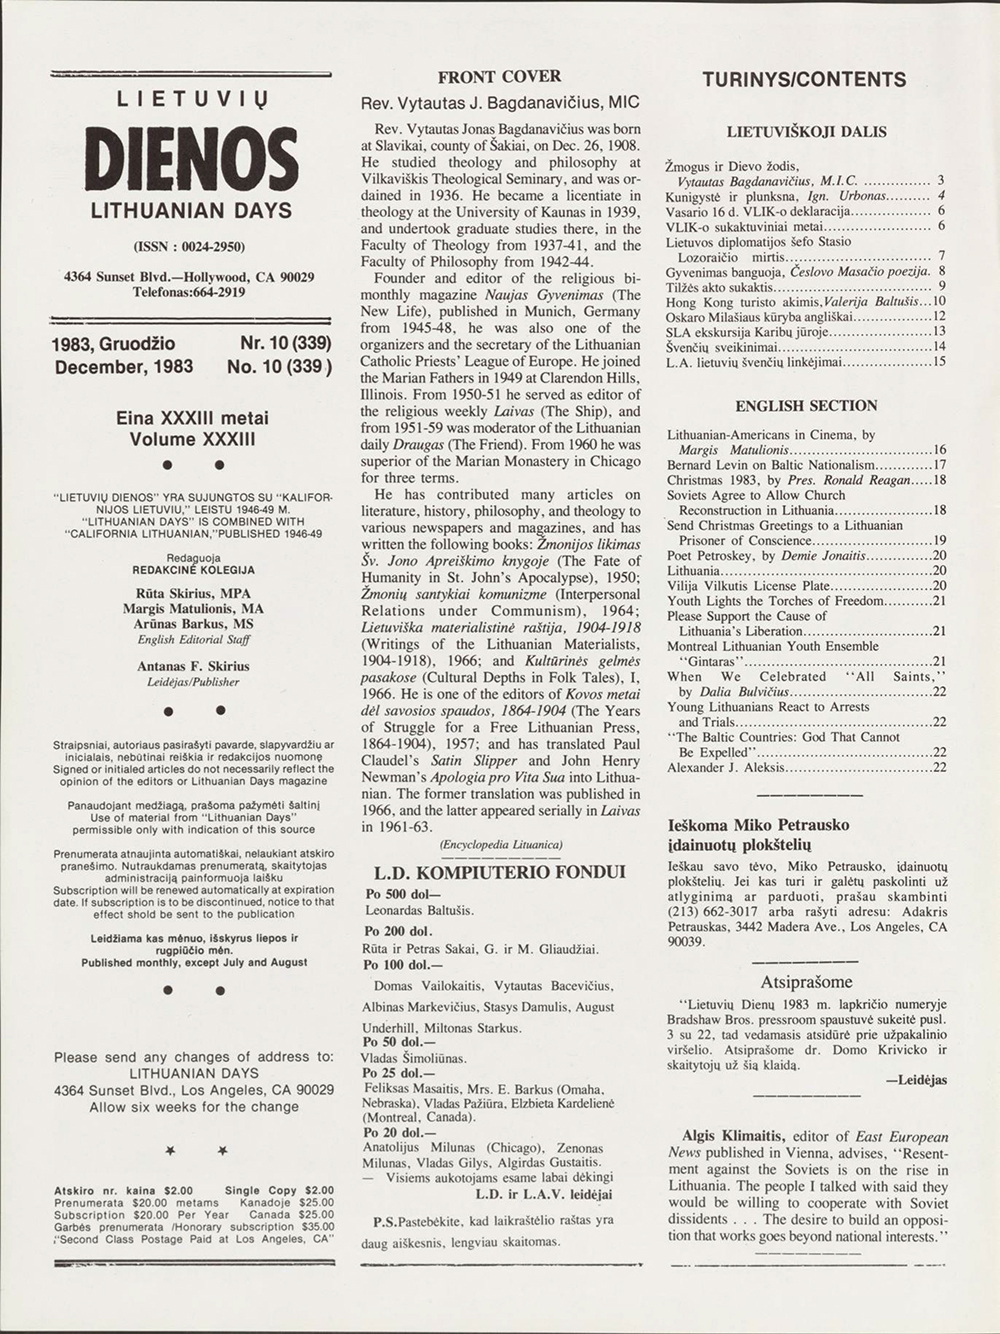 LIETUVIŲ
DIENOS
LITHUANIAN DAYS
(ISSN : 0024-2950)
4364 Sunset Blvd.—Hollywood, CA 90029
Telefonas:664-2919
1983, Gruodžio Nr. 10 (339)
December, 1983 No. 10 (339)
Eina XXXIII metai
Volume XXXIII
"LIETUVIŲ DIENOS" YRA SUJUNGTOS SU "KALIFOR-
NIJOS LIETUVIU," LEISTU 1946-49 M.
"LITHUANIAN DAYS" IS COMBINED WITH
"CALIFORNIA LITHUANIAN,"PUBLISHED 1946-49
Redaguoja
REDAKCINĖ KOLEGIJA
Rūta Skirius, MPA
Margis Matulionis, MA
Arūnas Barkus, MS
English Editorial Staff
Antanas F. Skirius
Leidėjas/Publisher
Straipsniai, autoriaus pasirašyti pavarde, slapyvardžiu ar
inicialais, nebūtinai reiškia ir redakcijos nuomonę
Signed or initialed articles do not necessarily reflect the
opinion of the editors or Lithuanian Days magazine
Panaudojant medžiagą, prašoma pažymėti šaltinį
Use of material from "Lithuanian Days"
permissible only with indication of this source
Prenumerata atnaujinta automatiškai, nelaukiant atskiro
pranešimo. Nutraukdamas prenumeratą, skaitytojas
administraciją painformuoja laišku
Subscription will be renewed automatically at expiration
date. If subscription is to be discontinued, notice to that
effect shold be sent to the publication
Leidžiama kas mėnuo, išskyrus liepos ir
rugpiūčio mėn.
Published monthly, except July and August
Please send any changes of address to:
LITHUANIAN DAYS
4364 Sunset Blvd., Los Angeles, CA 90029
Allow six weeks for the change
Atskiro nr. kaina $2.00 Single Copy $2.00
Prenumerata $20.00 metams Kanadoje $25.00
Subscription $20.00 Per Year Canada $25.00
Garbės prenumerata /Honorary subscription $35.00
"Second Class Postage Paid at Los Angeles, CA"
FRONT COVER
Rev. Vytautas J. Bagdanavičius, MIC
Rev. Vytautas Jonas Bagdanavičius was born
at Slavikai, county of Šakiai, on Dec. 26, 1908.
He studied theology and philosophy at
Vilkaviškis Theological Seminary, and was or-
dained in 1936. He became a licentiate in
theology at the University of Kaunas in 1939,
and undertook graduate studies there, in the
Faculty of Theology from 1937-41, and the
Faculty of Philosophy from 1942-44.
Founder and editor of the religious bi-
monthly magazine Naujas Gyvenimas (The
New Life), published in Munich, Germany
from 1945-48, he was also one of the
organizers and the secretary of the Lithuanian
Catholic Priests' League of Europe. He joined
the Marian Fathers in 1949 at Clarendon Hills,
Illinois. From 1950-51 he served as editor of
the religious weekly Laivas (The Ship), and
from 1951-59 was moderator of the Lithuanian
daily Draugas (The Friend). From 1960 he was
superior of the Marian Monastery in Chicago
for three terms.
He has contributed many articles on
literature, history, philosophy, and theology to
various newspapers and magazines, and has
written the following books: Žmonijos likimas
Šv. Jono Apreiškimo knygoje (The Fate of
Humanity in St. John's Apocalypse), 1950;
Žmonių santykiai komunizme (Interpersonal
Relations under Communism), 1964;
Lietuviška materialistinė raštija, 1904-1918
(Writings of the Lithuanian Materialists,
1904-1918), 1966; and Kultūrinės gelmės
pasakose (Cultural Depths in Folk Tales), I,
1966. He is one of the editors of Kovos metai
dėl savosios spaudos, 1864-1904 (The Years
of Struggle for a Free Lithuanian Press,
1864-1904), 1957; and has translated Paul
Claudel's Satin Slipper and John Henry
Newman's Apologia pro Vita Sua into Lithua-
nian. The former translation was published in
1966, and the latter appeared serially in Laivas
in 1961-63.
(Encyclopedia Lituanica)
L.D. KOMPIUTERIO FONDUI
Po 500 dol—
Leonardas Baltušis.
Po 200 dol.
Rūta ir Petras Sakai, G. ir M. Gliaudžiai.
Po 100 dol.—
Domas Vailokaitis, Vytautas Bacevičius,
Albinas Markevičius, Stasys Damulis, August
Underhill, Miltonas Starkus.
Po 50 dol.—
Vladas Šimoliūnas.
Po 25 dol.—
Feliksas Masaitis, Mrs. E. Barkus (Omaha,
Nebraska), Vladas Pažiūra, Elzbieta Kardelienė
(Montreal, Canada).
Po 20 dol.—
Anatolijus Milunas (Chicago), Zenonas
Milunas, Vladas Gilys, Algirdas Gustaitis.
— Visiems aukotojams esame labai dėkingi
L.D. ir L.A.V. leidėjai
P.S.Pastebėkite, kad laikraštėlio raštas yra
daug aiškesnis, lengviau skaitomas.
TURINYS/CONTENTS
LIETUVIŠKOJI DALIS
Žmogus ir Dievo žodis,
Vytautas Bagdanavičius, M.I.C. ............... 3
Kunigystė ir plunksna, Ign. Urbonas.......... 4
Vasario 16 d. VLIK-o deklaracija.................. 6
VLIK-o sukaktuviniai metai........................ 6
Lietuvos diplomatijos šefo Stasio
Lozoraičio mirtis................................. 7
Gyvenimas banguoja, Česlovo Masačio poezija. 8
Tilžės akto sukaktis................................... 9
Hong Kong turisto akimis,Valerija Baltušis...10
Oskaro Milašiaus kūryba angliškai.................12
SLA ekskursija Karibų jūroje.......................13
Švenčių sveikinimai...................................14
L.A. lietuvių švenčių linkėjimai....................15
ENGLISH SECTION
Lithuanian-Americans in Cinema, by
Margis Matulionis................................16
Bernard Levin on Baltic Nationalism............17
Christmas 1983, by Pres. Ronald Reagan.....18
Soviets Agree to Allow Church
Reconstruction in Lithuania......................18
Send Christmas Greetings to a Lithuanian
Prisoner of Conscience..........................19
Poet Petroskey, by Demie Jonaitis...............20
Lithuania...............................................20
Vilija Vilkutis License Plate.......................20
Youth Lights the Torches of Freedom..........21
Please Support the Cause of
Lithuania's Liberation............................21
Montreal Lithuanian Youth Ensemble
"Gintaras"........................................21
When We Celebrated "All Saints,"
by Dalia Bulvičius...............................22
Young Lithuanians React to Arrests
and Trials..........................................22
"The Baltic Countries: God That Cannot
Be Expelled"......................................22
Alexander J. Aleksis.................................22
Ieškoma Miko Petrausko
įdainuotų plokštelių
Ieškau savo tėvo, Miko Petrausko, įdainuotų
plokštelių. Jei kas turi ir galėtų paskolinti už
atlyginimą ar parduoti, prašau skambinti
(213) 662-3017 arba rašyti adresu: Adakris
Petrauskas, 3442 Madera Ave., Los Angeles, CA
90039.
Atsiprašome
"Lietuvių Dienų 1983 m. lapkričio numeryje
Bradshaw Bros. pressroom spaustuvė sukeitė pusl.
3 su 22, tad vedamasis atsidūrė prie užpakalinio
viršelio. Atsiprašome dr. Domo Krivicko ir
skaitytojų už šią klaidą.
—Leidėjas
Algis Klimaitis, editor of East European
News published in Vienna, advises, "Resent-
ment against the Soviets is on the rise in
Lithuania. The people I talked with said they
would be willing to cooperate with Soviet
dissidents . . . The desire to build an opposi-
tion that works goes beyond national interests."